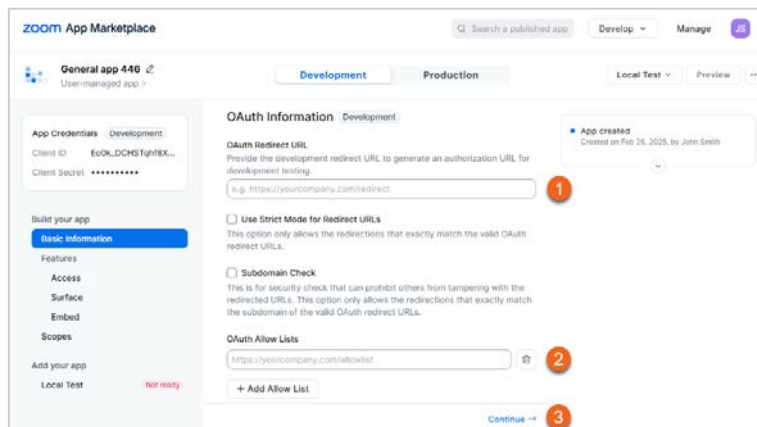 zoom App Marketplace
Search a published app
Develop
Manage
JS
General app 446
User-managed app >
Development
Production
Local Test
Preview
App Credentials Development
Client ID Eo0k_DCHSTqhf8X...
Client Secret ••••••••••
Build your app
Basic Information
Features
Access
Surface
Embed
Scopes
Add your app
Local Test Not ready
OAuth Information Development
OAuth Redirect URL
Provide the development redirect URL to generate an authorization URL for
development testing.
e.g. https://yourcompany.com/redirect
1
Use Strict Mode for Redirect URLs
This option only allows the redirections that exactly match the valid OAuth
redirect URLs.
Subdomain Check
This is for security check that can prohibit others from tampering with the
redirected URLs. This option only allows the redirections that exactly match
the subdomain of the valid OAuth redirect URLs.
OAuth Allow Lists
https://yourcompany.com/allowlist
2
+ Add Allow List
Continue →
3
App created
Created on Feb 26, 2025, by John Smith